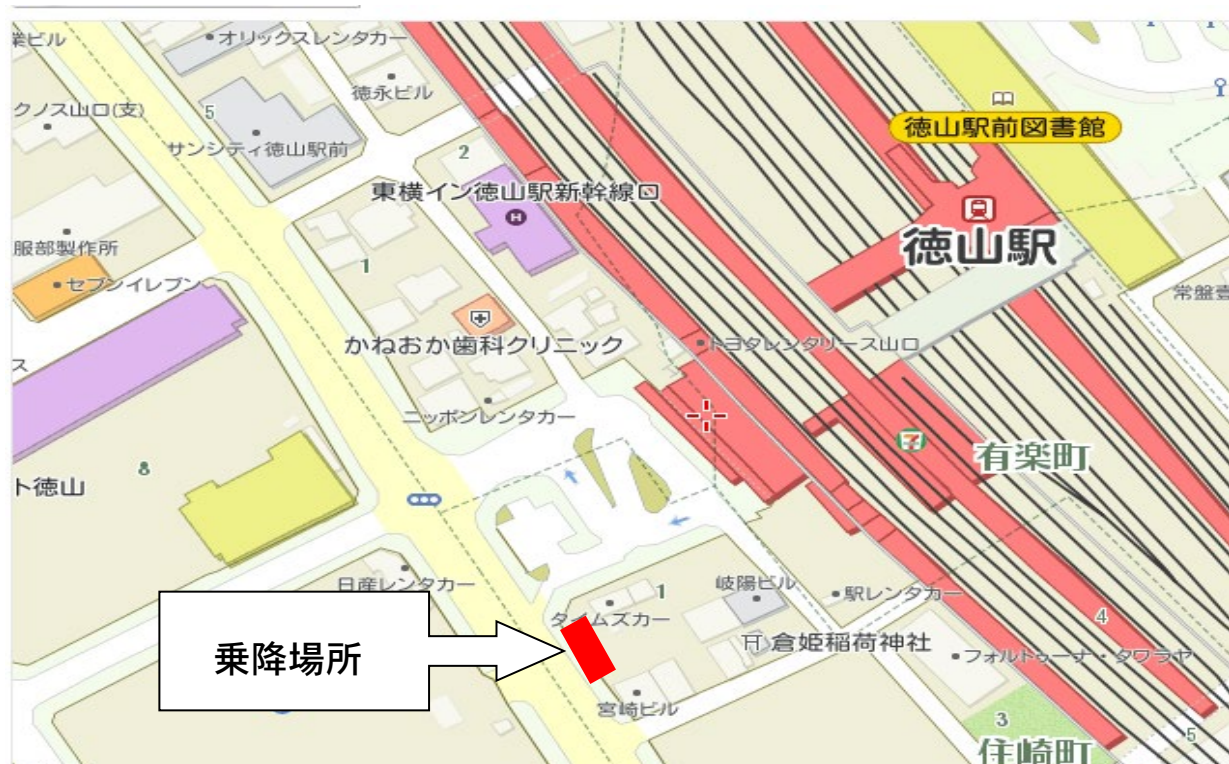 業ビル
オリックスレンタカー
徳永ビル
クノス山口(支)
5
サンシティ徳山駅前
2
徳山駅前図書館
東横イン徳山駅新幹線口
H
徳山駅
服部製作所
セブンイレブン
1
常盤
かねおか歯科クリニック
トヨタレンタリース山口
ス
ニッポンレンタカー
7
有楽町
8
ト徳山
日産レンタカー
1
岐陽ビル
タイムズカー
駅レンタカー
4
乗降場所
倉姫稲荷神社
フォルトゥーナ・タワラヤ
宮崎ビル
3
5
住崎町